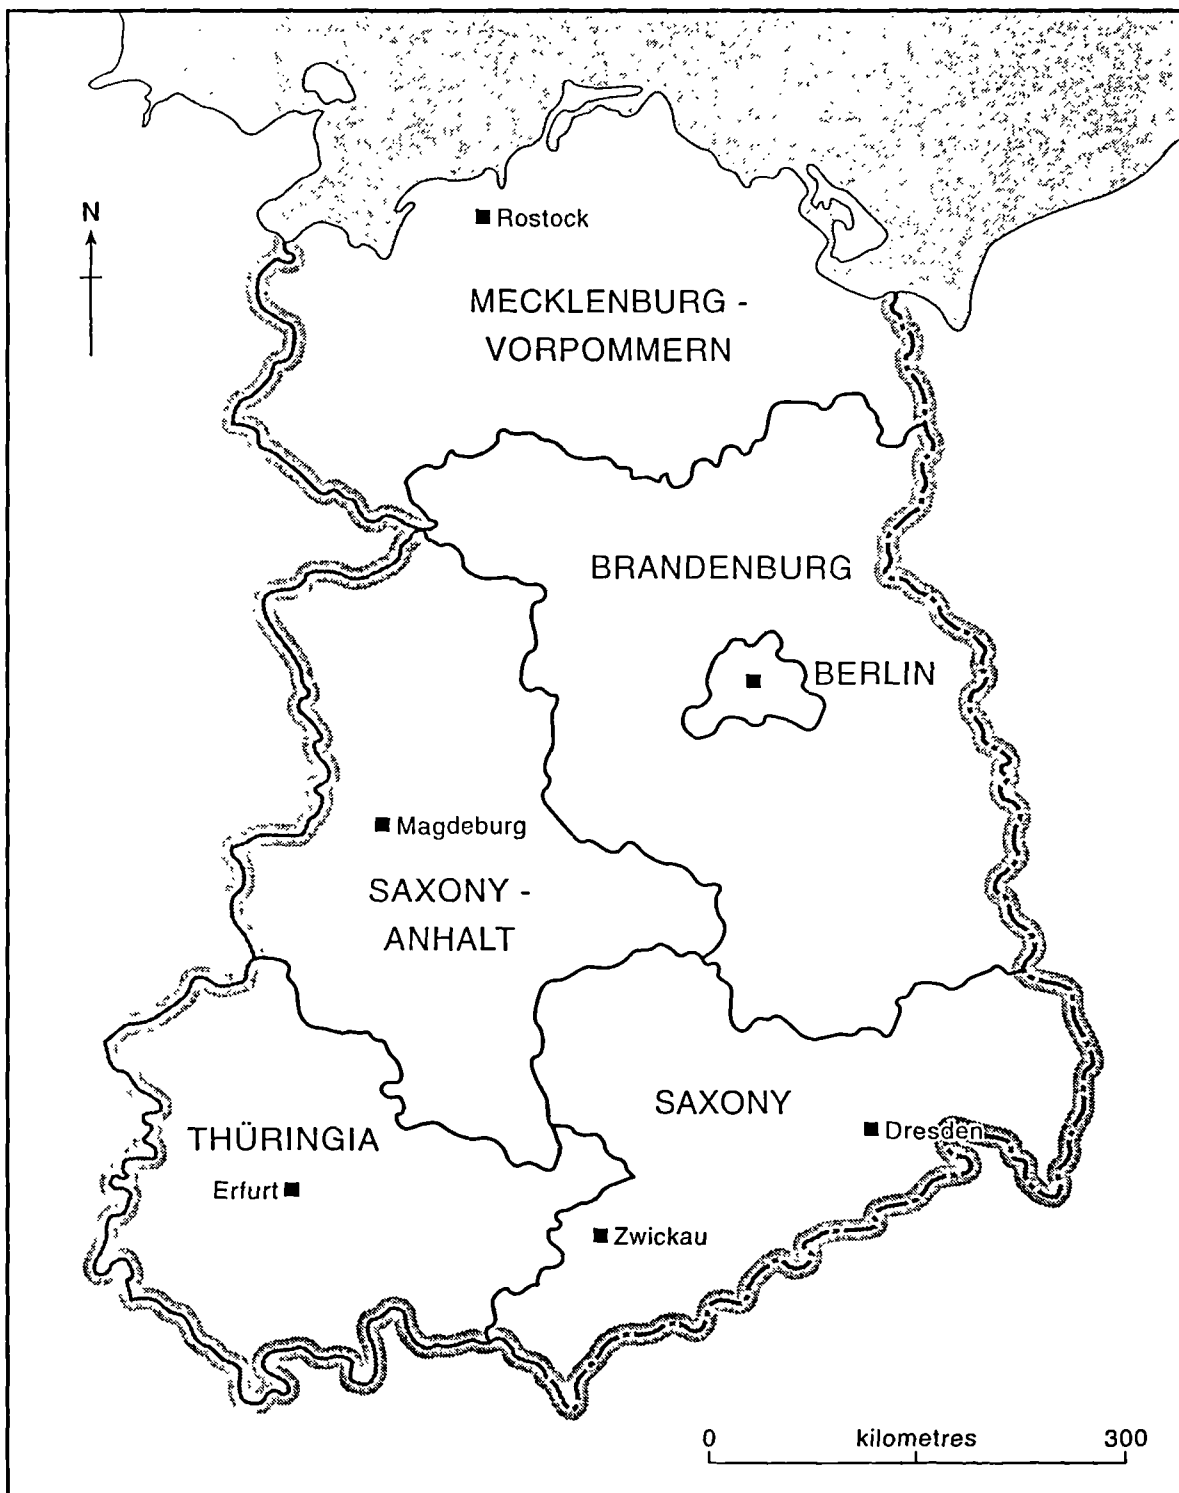 N
Rostock
MECKLENBURG -
VORPOMMERN
BRANDENBURG
BERLIN
Magdeburg
SAXONY -
ANHALT
SAXONY
Dresden
THÜRINGIA
Erfurt
Zwickau
0 kilometres 300